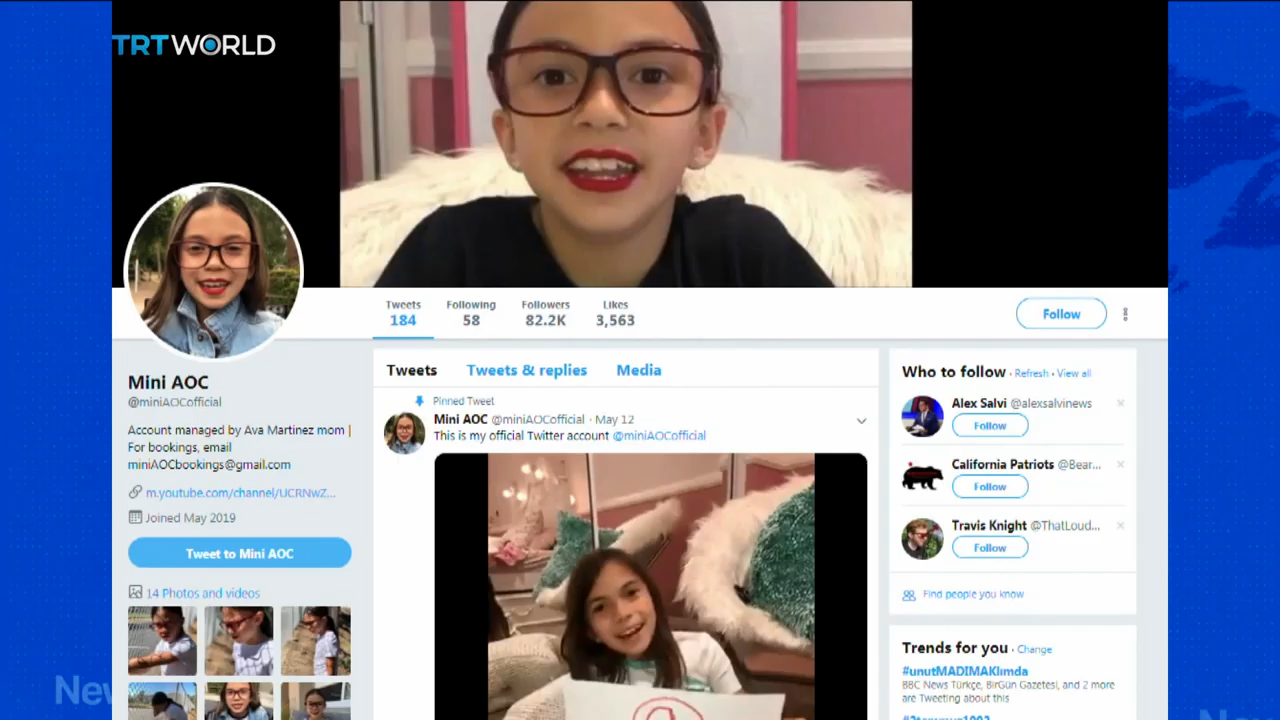 TRTWORLD
Tweets
184
Following
58
Followers
82.2K
Likes
3,563
Follow
Mini AOC
@miniAOCofficial
Account managed by Ava Martinez mom |
For bookings, email
miniAOCbookings@gmail.com
m.youtube.com/channel/UCRNwZ...
Joined May 2019
Tweet to Mini AOC
14 Photos and videos
Tweets Tweets & replies Media
Pinned Tweet
Mini AOC @miniAOCofficial · May 12
This is my official Twitter account @miniAOCofficial
Who to follow · Refresh · View all
Alex Salvi @alexsalvinews
Follow
California Patriots @Bear...
Follow
Travis Knight @ThatLoud...
Follow
Find people you know
Trends for you · Change
#unutMADIMAKlımda
BBC News Türkçe, BirGün Gazetesi, and 2 more
are Tweeting about this